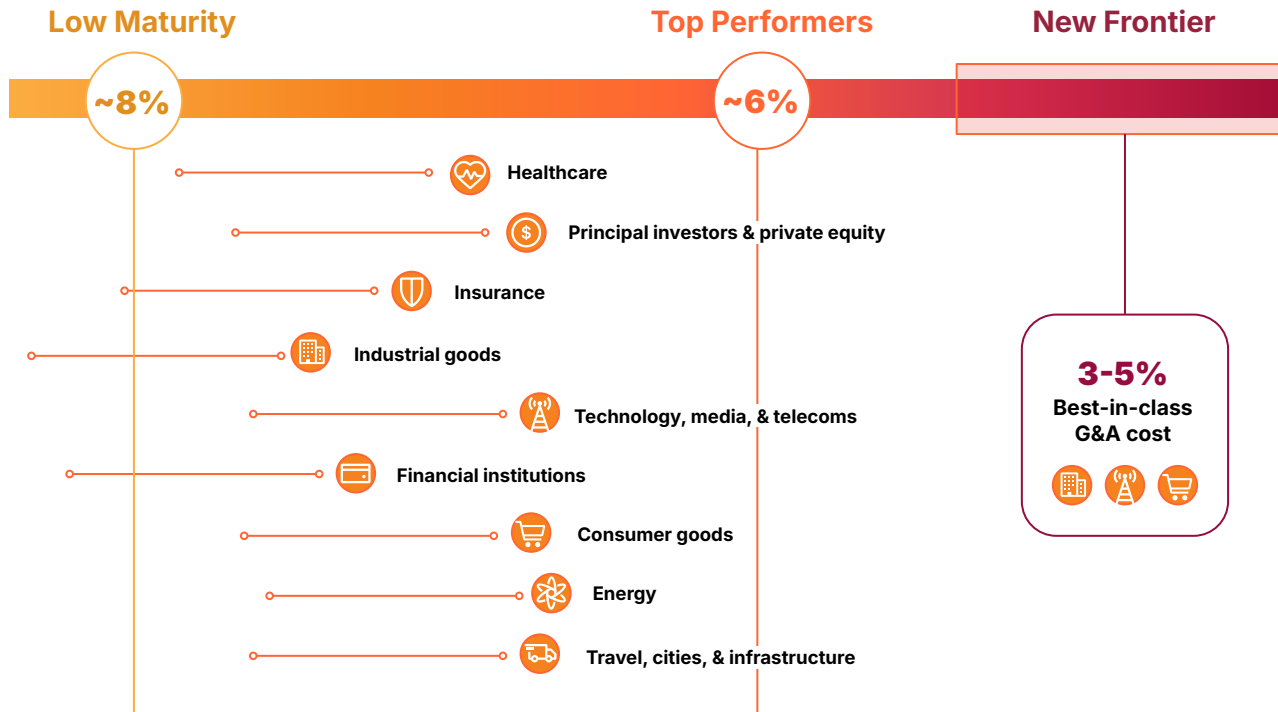 Low Maturity
Top Performers
New Frontier
~8%
~6%
Healthcare
$
Principal investors & private equity
Insurance
Industrial goods
Technology, media, & telecoms
Financial institutions
Consumer goods
Energy
Travel, cities, & infrastructure
3-5%
Best-in-class
G&A cost